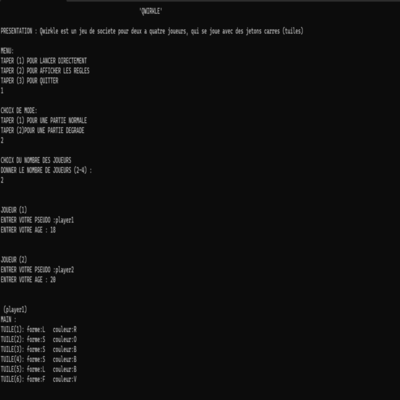 'QWIRKLE'
PRESENTATION : Qwirkle est un jeu de societe pour deux a quatre joueurs, qui se joue avec des jetons carres (tuiles)
MENU:
TAPER (1) POUR LANCER DIRECTEMENT
TAPER (2) POUR AFFICHER LES REGLES
TAPER (3) POUR QUITTER
1
CHOIX DE MODE:
TAPER (1) POUR UNE PARTIE NORMALE
TAPER (2)POUR UNE PARTIE DEGRADE
2
CHOIX DU NOMBRE DES JOUEURS
DONNER LE NOMBRE DE JOUEURS (2-4) :
2
JOUEUR (1)
ENTRER VOTRE PSEUDO :player1
ENTRER VOTRE AGE : 18
JOUEUR (2)
ENTRER VOTRE PSEUDO :player2
ENTRER VOTRE AGE : 20
(player1)
MAIN :
TUILE(1): forme:L couleur:R
TUILE(2): forme:S couleur:O
TUILE(3): forme:S couleur:B
TUILE(4): forme:S couleur:B
TUILE(5): forme:L couleur:B
TUILE(6): forme:F couleur:V